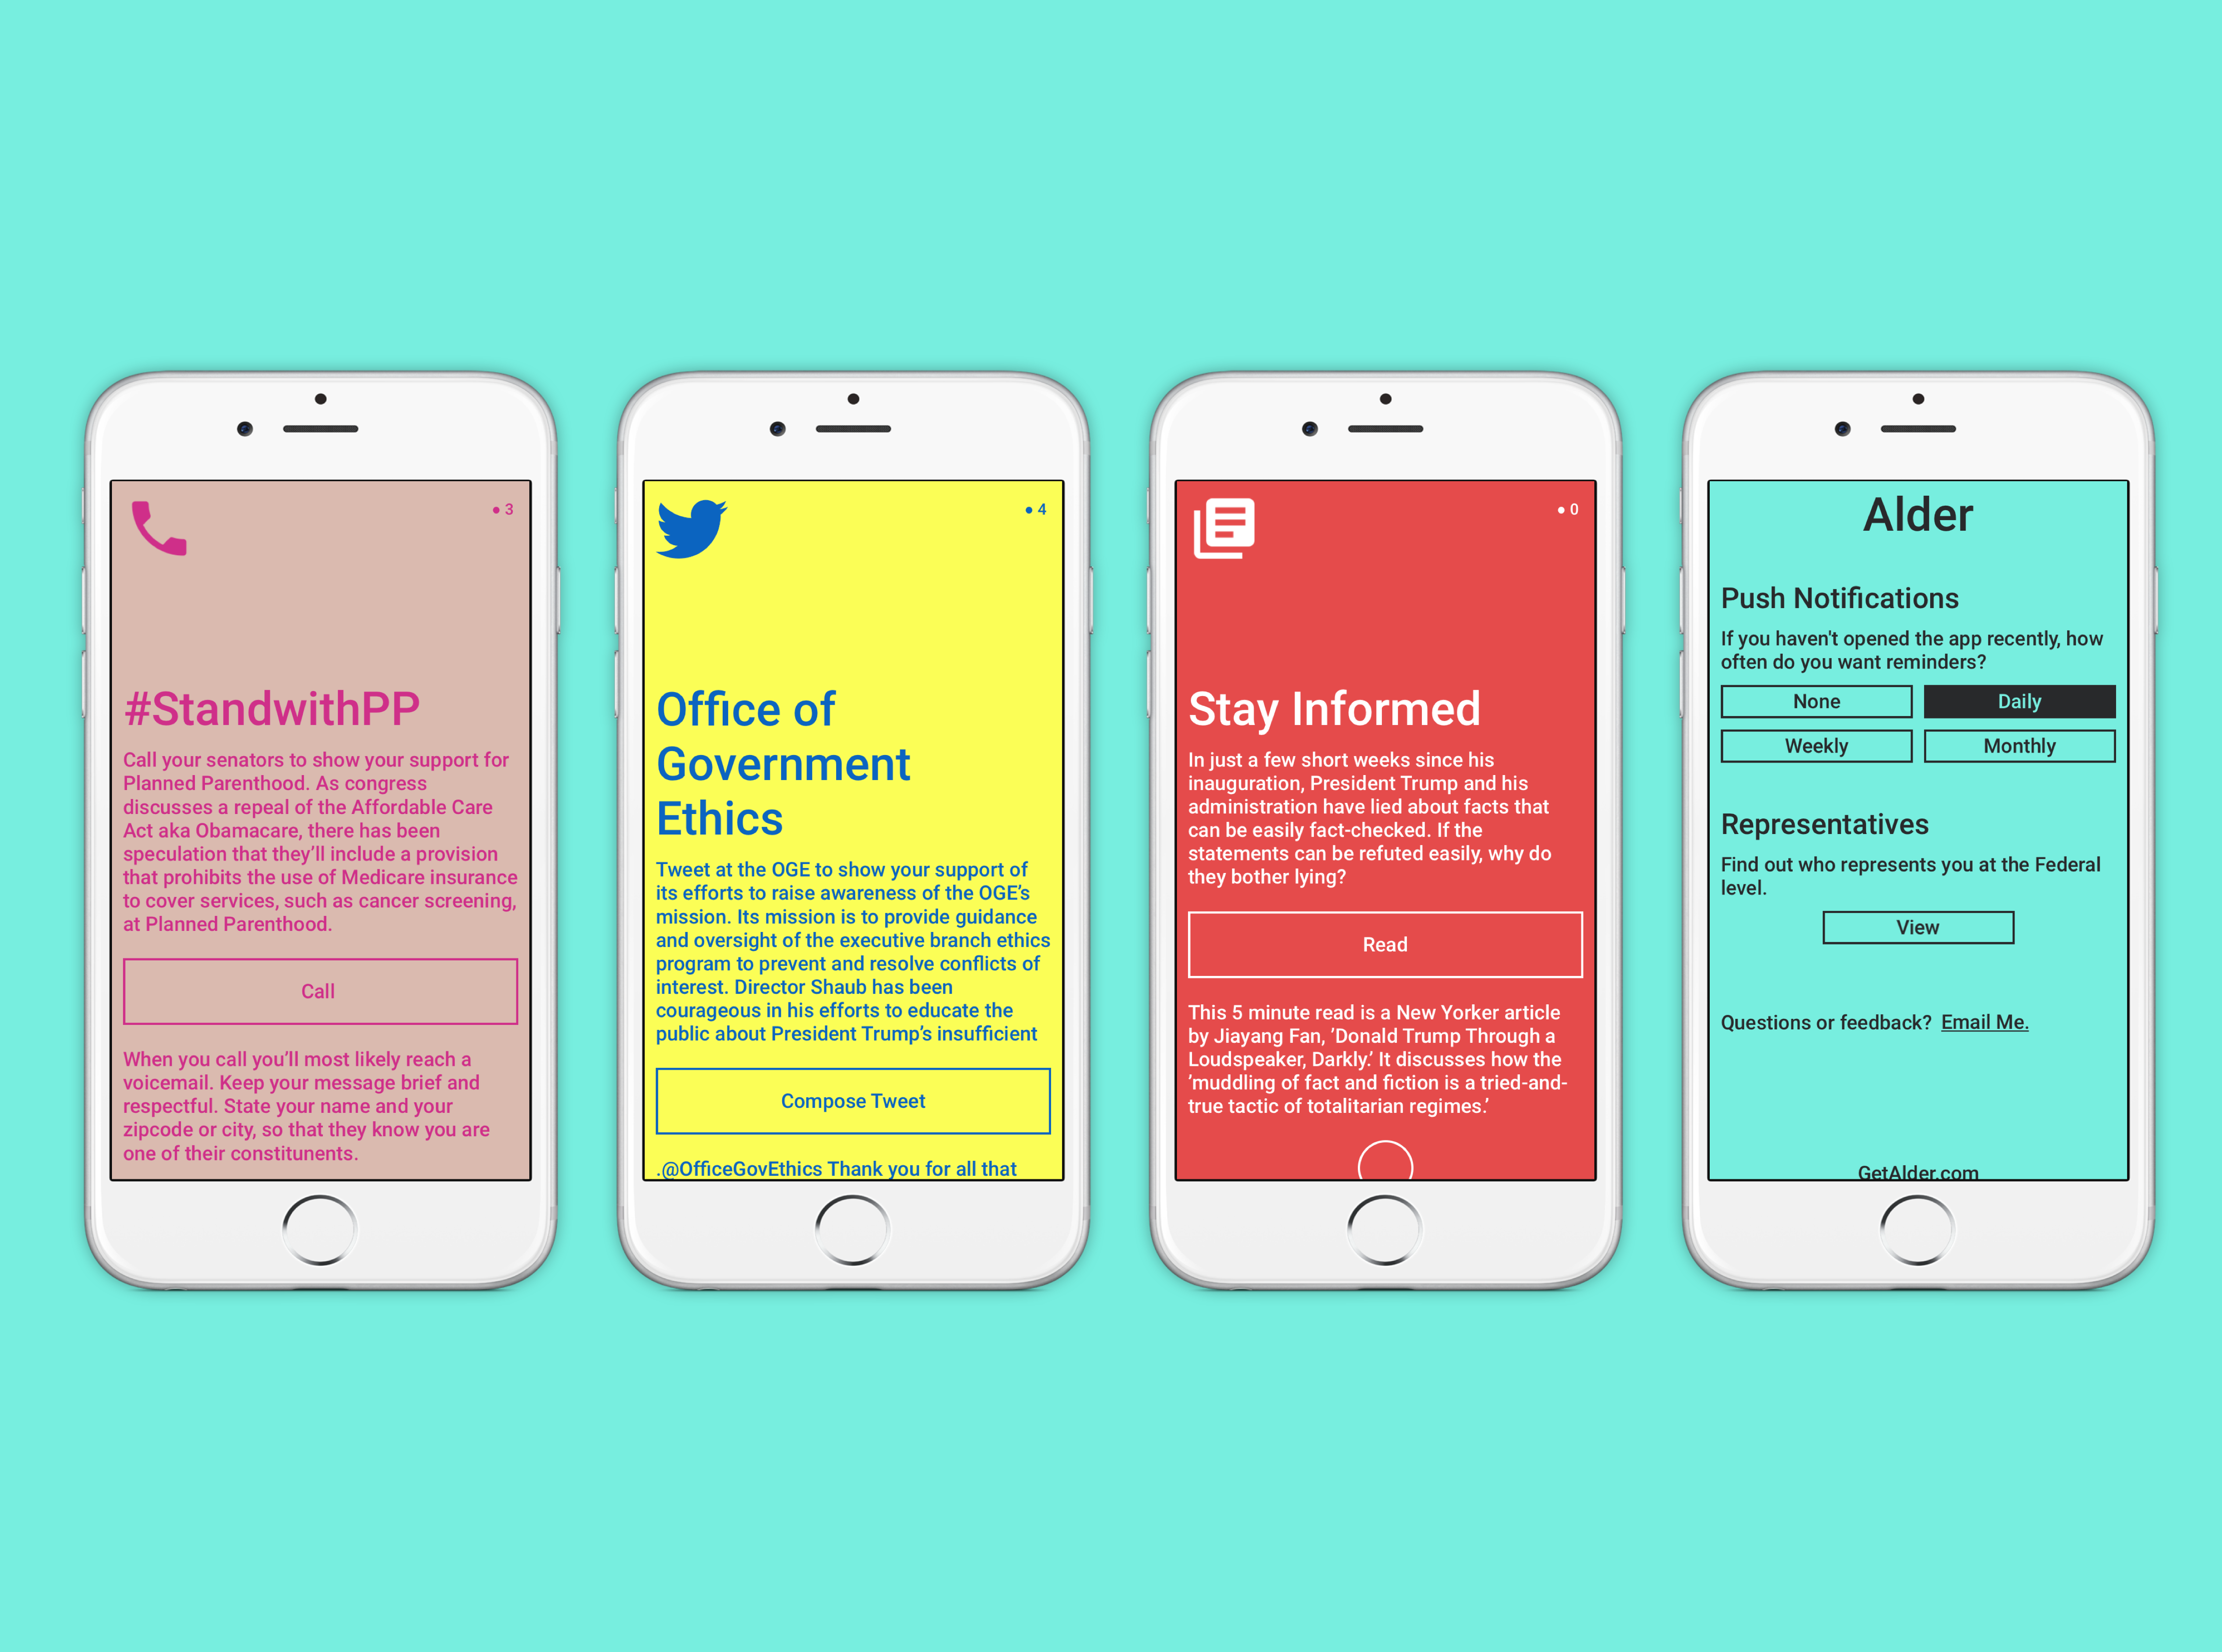 • 3
#StandwithPP
Call your senators to show your support for
Planned Parenthood. As congress
discusses a repeal of the Affordable Care
Act aka Obamacare, there has been
speculation that they’ll include a provision
that prohibits the use of Medicare insurance
to cover services, such as cancer screening,
at Planned Parenthood.
Call
When you call you’ll most likely reach a
voicemail. Keep your message brief and
respectful. State your name and your
zipcode or city, so that they know you are
one of their constitunents.
• 4
Office of
Government
Ethics
Tweet at the OGE to show your support of
its efforts to raise awareness of the OGE’s
mission. Its mission is to provide guidance
and oversight of the executive branch ethics
program to prevent and resolve conflicts of
interest. Director Shaub has been
courageous in his efforts to educate the
public about President Trump’s insufficient
Compose Tweet
.@OfficeGovEthics Thank you for all that
• 0
Stay Informed
In just a few short weeks since his
inauguration, President Trump and his
administration have lied about facts that
can be easily fact-checked. If the
statements can be refuted easily, why do
they bother lying?
Read
This 5 minute read is a New Yorker article
by Jiayang Fan, ’Donald Trump Through a
Loudspeaker, Darkly.’ It discusses how the
’muddling of fact and fiction is a tried-and-
true tactic of totalitarian regimes.’
Alder
Push Notifications
If you haven't opened the app recently, how
often do you want reminders?
None
Daily
Weekly
Monthly
Representatives
Find out who represents you at the Federal
level.
View
Questions or feedback? Email Me.
GetAlder.com